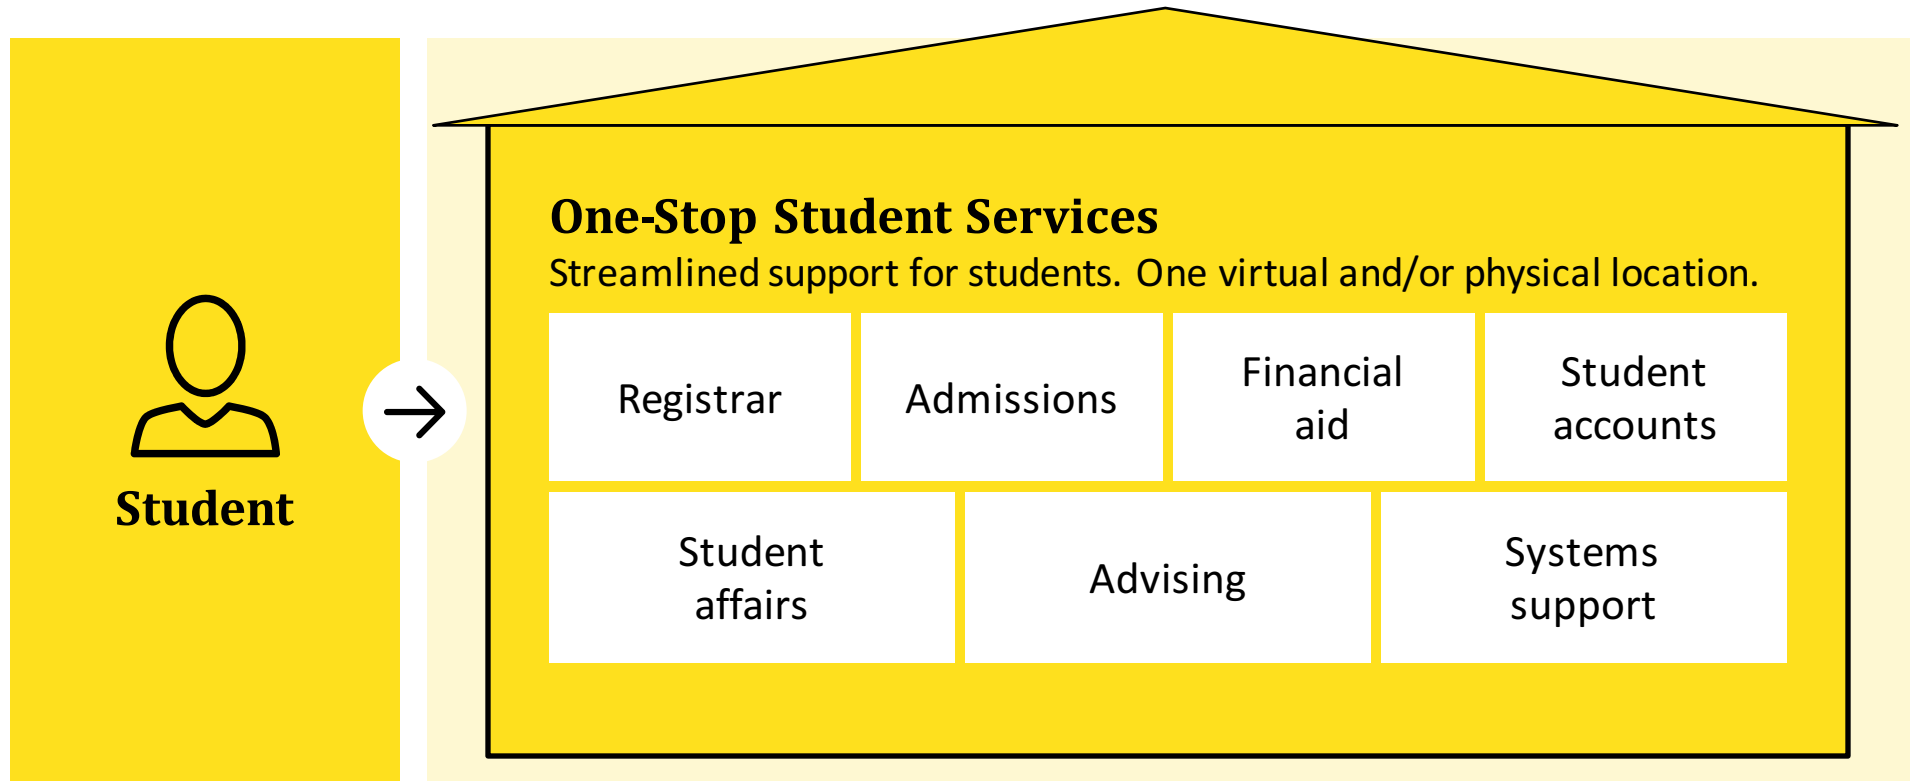 Student
One-Stop Student Services
Streamlined support for students. One virtual and/or physical location.
Registrar
Admissions
Financial
aid
Student
accounts
Student
affairs
Advising
Systems
support